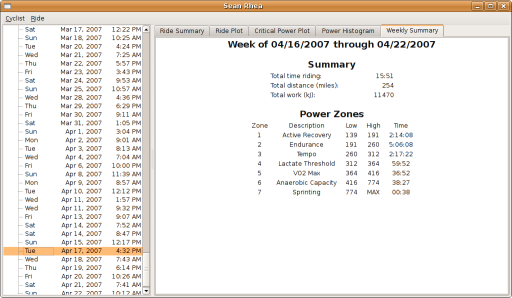 Sean Rhea
Cyclist Ride
Sat Mar 17, 2007 12:22 PM
Sun Mar 18, 2007 10:25 AM
Tue Mar 20, 2007 4:24 PM
Wed Mar 21, 2007 7:25 AM
Thu Mar 22, 2007 5:57 PM
Fri Mar 23, 2007 3:43 PM
Sat Mar 24, 2007 9:53 AM
Sun Mar 25, 2007 10:57 AM
Wed Mar 28, 2007 4:36 PM
Thu Mar 29, 2007 6:29 PM
Fri Mar 30, 2007 9:11 AM
Sat Mar 31, 2007 1:05 PM
Sun Apr 1, 2007 3:04 PM
Mon Apr 2, 2007 9:01 AM
Tue Apr 3, 2007 8:13 AM
Wed Apr 4, 2007 7:04 AM
Fri Apr 6, 2007 10:00 PM
Sun Apr 8, 2007 11:39 AM
Mon Apr 9, 2007 8:57 AM
Tue Apr 10, 2007 12:12 PM
Wed Apr 11, 2007 1:57 PM
Wed Apr 11, 2007 9:32 PM
Fri Apr 13, 2007 9:07 AM
Sat Apr 14, 2007 7:52 AM
Sat Apr 14, 2007 8:47 PM
Sun Apr 15, 2007 12:17 PM
Tue Apr 17, 2007 4:32 PM
Wed Apr 18, 2007 7:43 AM
Thu Apr 19, 2007 6:14 PM
Fri Apr 20, 2007 10:26 AM
Sat Apr 21, 2007 7:41 AM
Sun Apr 22, 2007 10:12 AM
Ride Summary Ride Plot Critical Power Plot Power Histogram Weekly Summary
Week of 04/16/2007 through 04/22/2007
Summary
Total time riding: 15:51
Total distance (miles): 254
Total work (kJ): 11470
Power Zones
Zone Description Low High Time
1 Active Recovery 139 191 2:14:08
2 Endurance 191 260 5:06:08
3 Tempo 260 312 2:17:22
4 Lactate Threshold 312 364 59:52
5 VO2 Max 364 416 36:52
6 Anaerobic Capacity 416 774 38:27
7 Sprinting 774 MAX 00:38